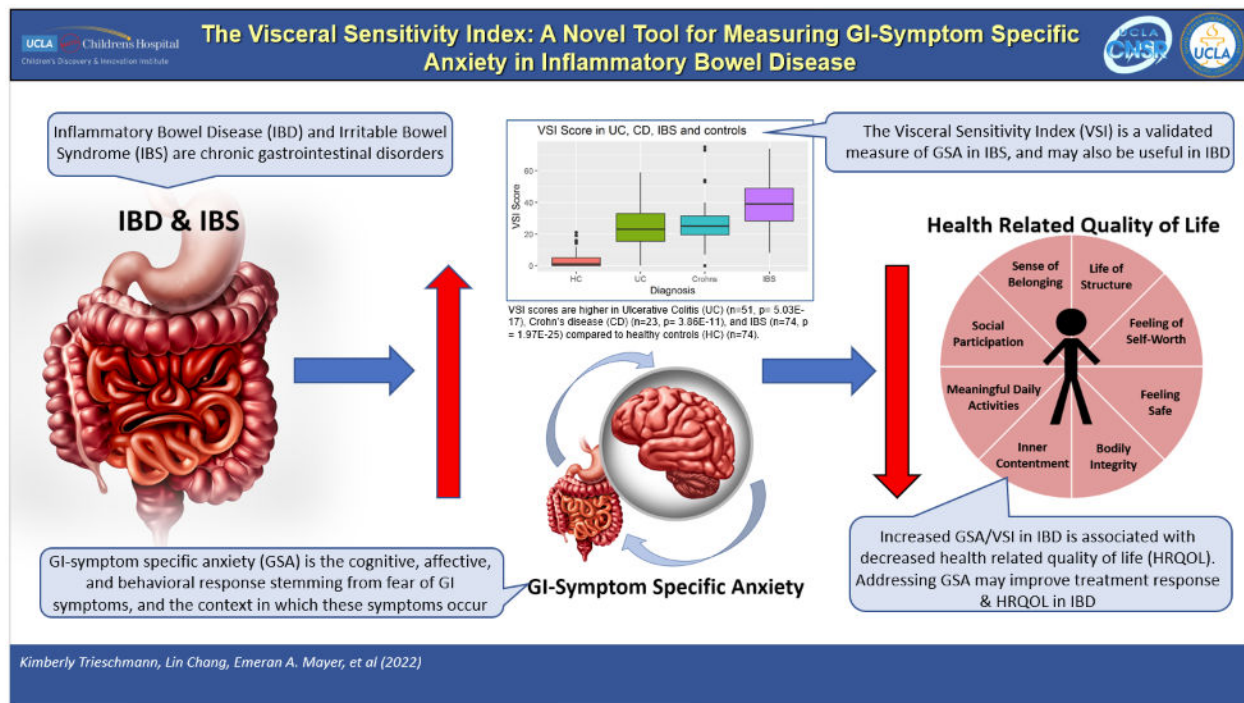 UCLA Children's Hospital
Children's Discovery & Innovation Institute
The Visceral Sensitivity Index: A Novel Tool for Measuring GI-Symptom Specific
Anxiety in Inflammatory Bowel Disease
UCLA
CNSR
UCLA
Inflammatory Bowel Disease (IBD) and Irritable Bowel
Syndrome (IBS) are chronic gastrointestinal disorders
IBD & IBS
VSI Score in UC, CD, IBS and controls
VSI Score
60
40
20
0
HC
UC
Crohns
IBS
Diagnosis
VSI scores are higher in Ulcerative Colitis (UC) (n=51, p= 5.03E-
17), Crohn's disease (CD) (n=23, p= 3.86E-11), and IBS (n=74, p
= 1.97E-25) compared to healthy controls (HC) (n=74).
The Visceral Sensitivity Index (VSI) is a validated
measure of GSA in IBS, and may also be useful in IBD
Health Related Quality of Life
Sense of
Belonging
Life of
Structure
Social
Participation
Feeling of
Self-Worth
Meaningful Daily
Activities
Feeling
Safe
Inner
Contentment
Bodily
Integrity
GI-symptom specific anxiety (GSA) is the cognitive, affective,
and behavioral response stemming from fear of GI
symptoms, and the context in which these symptoms occur
GI-Symptom Specific Anxiety
Increased GSA/VSI in IBD is associated with
decreased health related quality of life (HRQOL).
Addressing GSA may improve treatment response
& HRQOL in IBD
Kimberly Trieschmann, Lin Chang, Emeran A. Mayer, et al (2022)